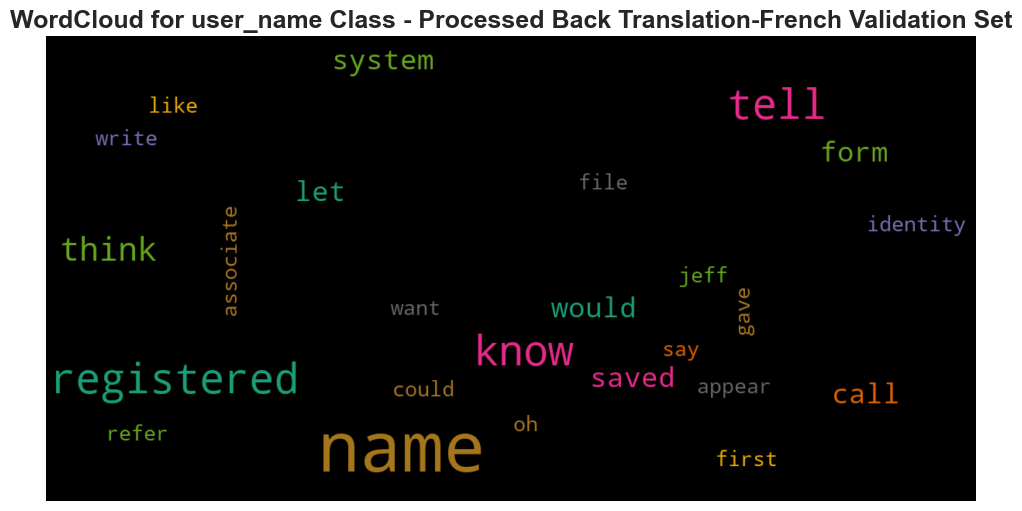 WordCloud for user_name Class - Processed Back Translation-French Validation Set
system
like
tell
write
form
let
file
associate
identity
think
jeff
gave
want
would
know
say
registered
saved
could
appear
call
oh
refer
name
first